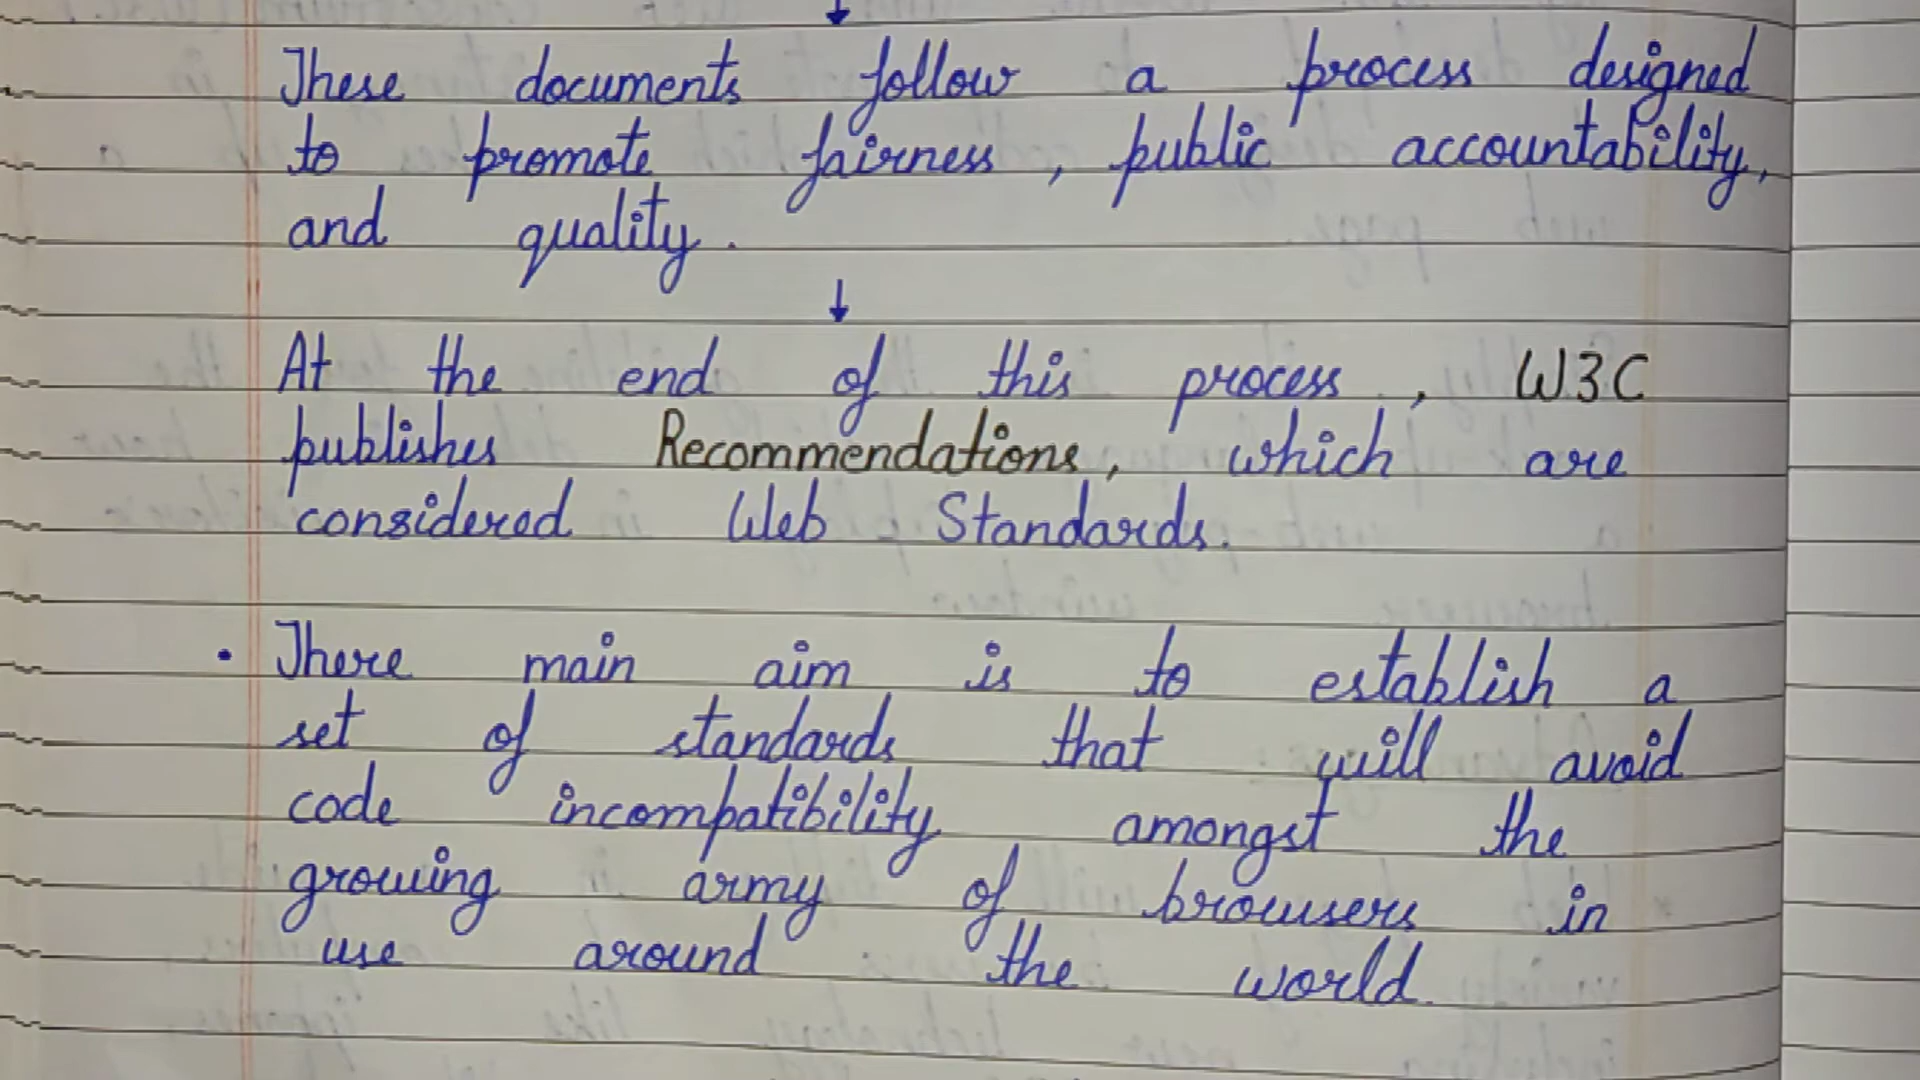 ↓
These documents follow a process designed
to promote fairness, public accountability,
and quality.
↓
At the end of this process, W3C
publishes Recommendations, which are
considered Web Standards.
• There main aim is to establish a
set of standards that will avoid
code incompatibility amongst the
growing army of browsers in
use around the world.